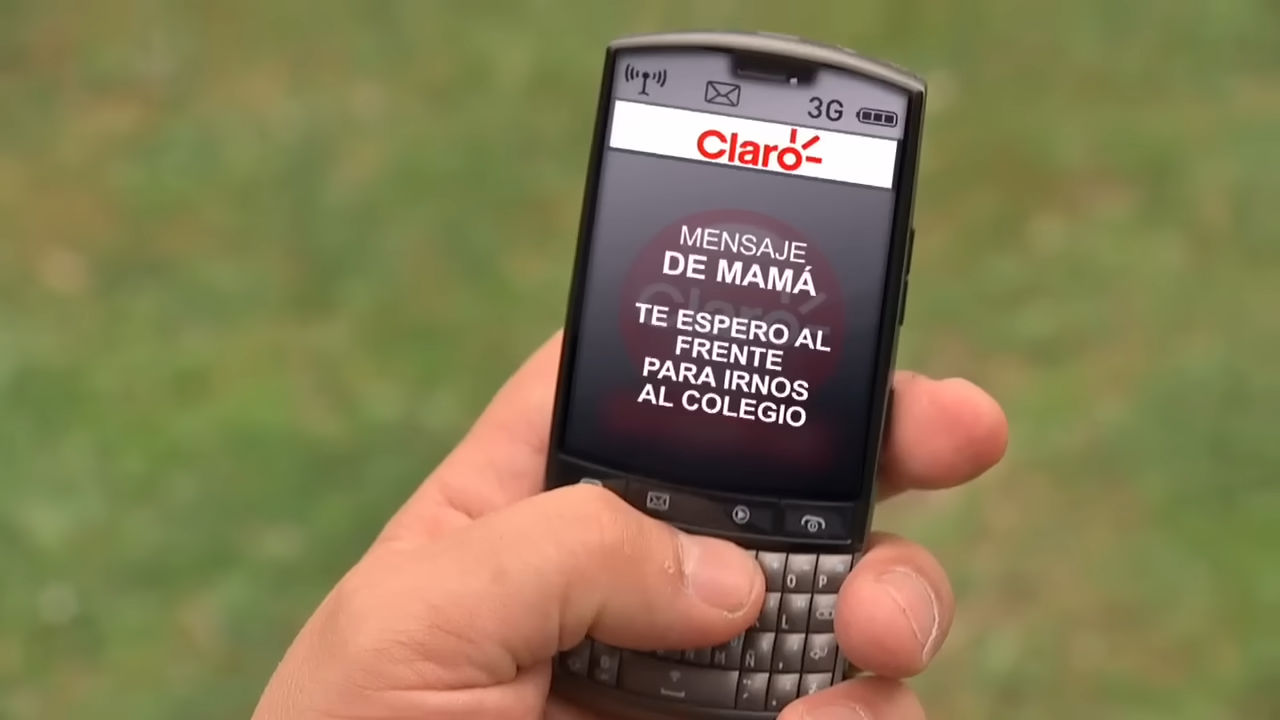 3G
Claro
MENSAJE
DE MAMÁ
TE ESPERO AL
FRENTE
PARA IRNOS
AL COLEGIO
O P
L
M Ñ